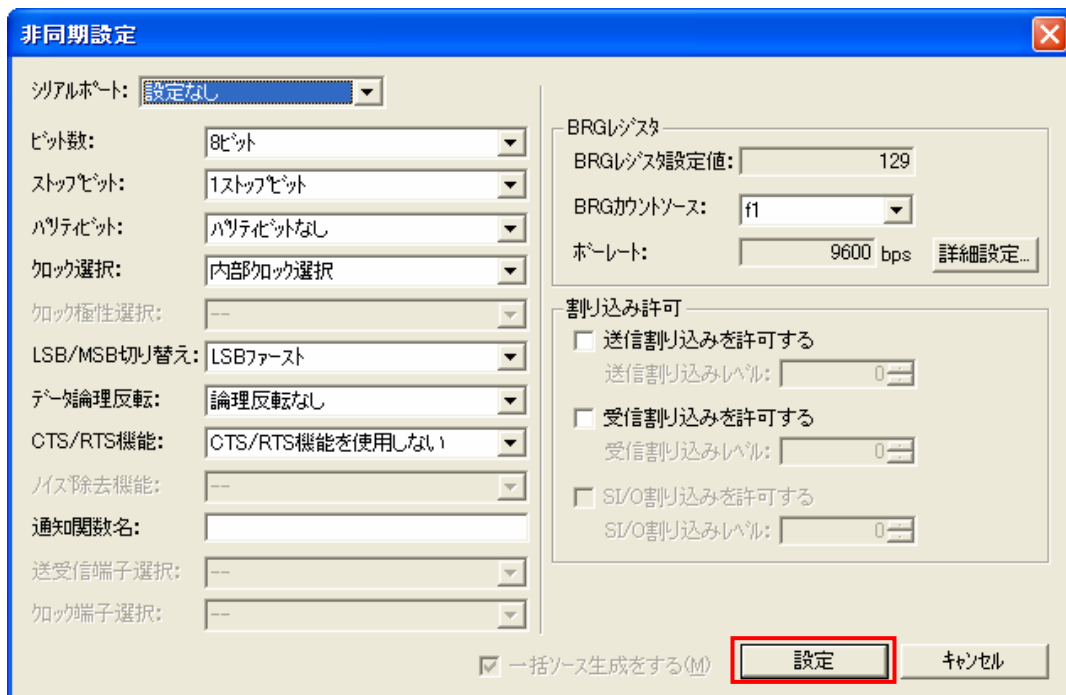 非同期設定
シリアルポート: 設定なし
ビット数: 8ビット
ストップビット: 1ストップビット
パリティビット: パリティビットなし
クロック選択: 内部クロック選択
クロック極性選択: --
LSB/MSB切り替え: LSBファースト
データ論理反転: 論理反転なし
CTS/RTS機能: CTS/RTS機能を使用しない
ノイズ除去機能: --
通知関数名:
送受信端子選択: --
クロック端子選択: --
BRGレジスタ
BRGレジスタ設定値: 129
BRGカウントソース: f1
ボーレート: 9600 bps 詳細設定...
割り込み許可
送信割り込みを許可する
送信割り込みレベル: 0
受信割り込みを許可する
受信割り込みレベル: 0
SI/O割り込みを許可する
SI/O割り込みレベル: 0
一括ソース生成をする(M) 設定 キャンセル